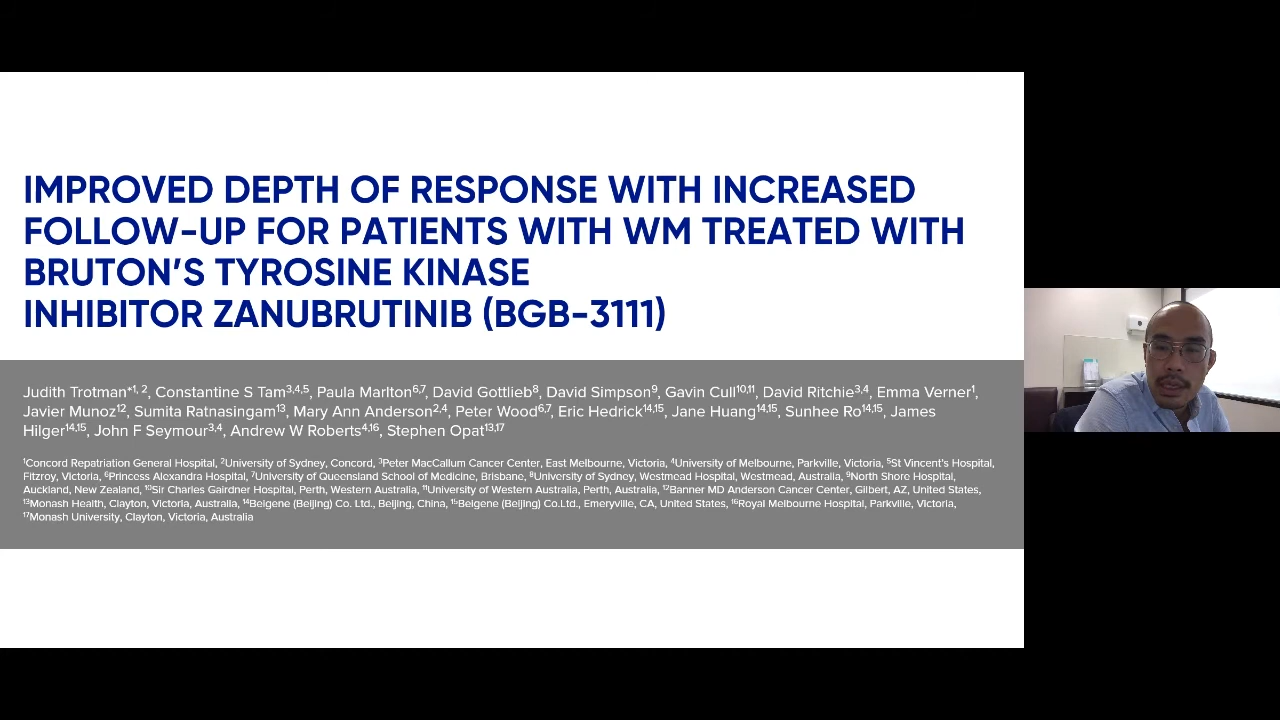 IMPROVED DEPTH OF RESPONSE WITH INCREASED
FOLLOW-UP FOR PATIENTS WITH WM TREATED WITH
BRUTON'S TYROSINE KINASE
INHIBITOR ZANUBRUTINIB (BGB-3111)
Judith Trotman*1, 2, Constantine S Tam3,4,5, Paula Marlton6,7, David Gottlieb8, David Simpson9, Gavin Cull10,11, David Ritchie3,4, Emma Verner1,
Javier Munoz12, Sumita Ratnasingam13, Mary Ann Anderson2,4, Peter Wood6,7, Eric Hedrick14,15, Jane Huang14,15, Sunhee Ro14,15, James
Hilger14,15, John F Seymour3,4, Andrew W Roberts4,16, Stephen Opat13,17
1Concord Repatriation General Hospital, 2University of Sydney, Concord, 3Peter MacCallum Cancer Center, East Melbourne, Victoria, 4University of Melbourne, Parkville, Victoria, 5St Vincent's Hospital,
Fitzroy, Victoria, 6Princess Alexandra Hospital, 7University of Queensland School of Medicine, Brisbane, 8University of Sydney, Westmead Hospital, Westmead, Australia, 9North Shore Hospital,
Auckland, New Zealand, 10Sir Charles Gairdner Hospital, Perth, Western Australia, 11University of Western Australia, Perth, Australia, 12Banner MD Anderson Cancer Center, Gilbert, AZ, United States,
13Monash Health, Clayton, Victoria, Australia, 14Beigene (Beijing) Co. Ltd., Beijing, China, 15Beigene (Beijing) Co.Ltd., Emeryville, CA, United States, 16Royal Melbourne Hospital, Parkville, Victoria,
17Monash University, Clayton, Victoria, Australia